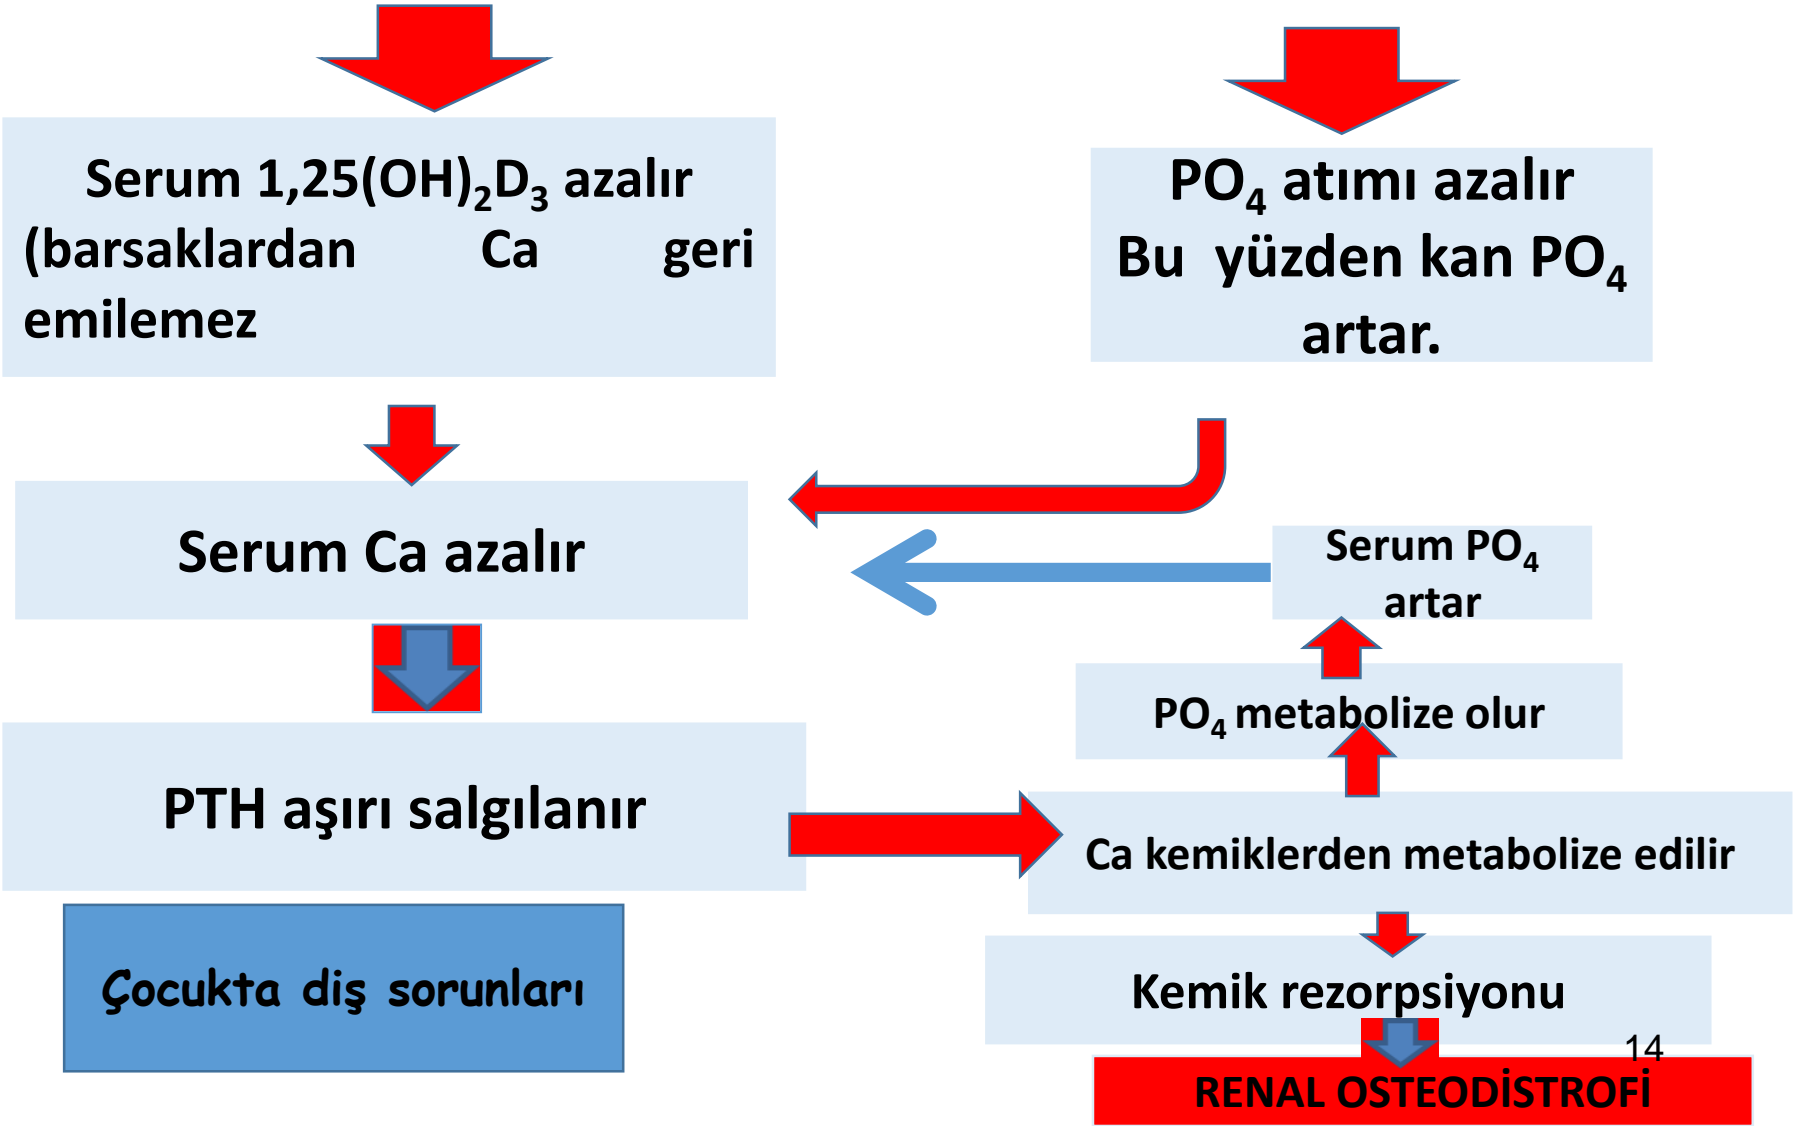 Serum 1,25(OH)₂D₃ azalır
(barsaklardan Ca geri
emilemez
PO₄ atımı azalır
Bu yüzden kan PO₄
artar.
Serum Ca azalır
Serum PO₄
artar
PO₄ metabolize olur
PTH aşırı salgılanır
Ca kemiklerden metabolize edilir
Çocukta diş sorunları
Kemik rezorpsiyonu
14
RENAL OSTEODİSTROFİ